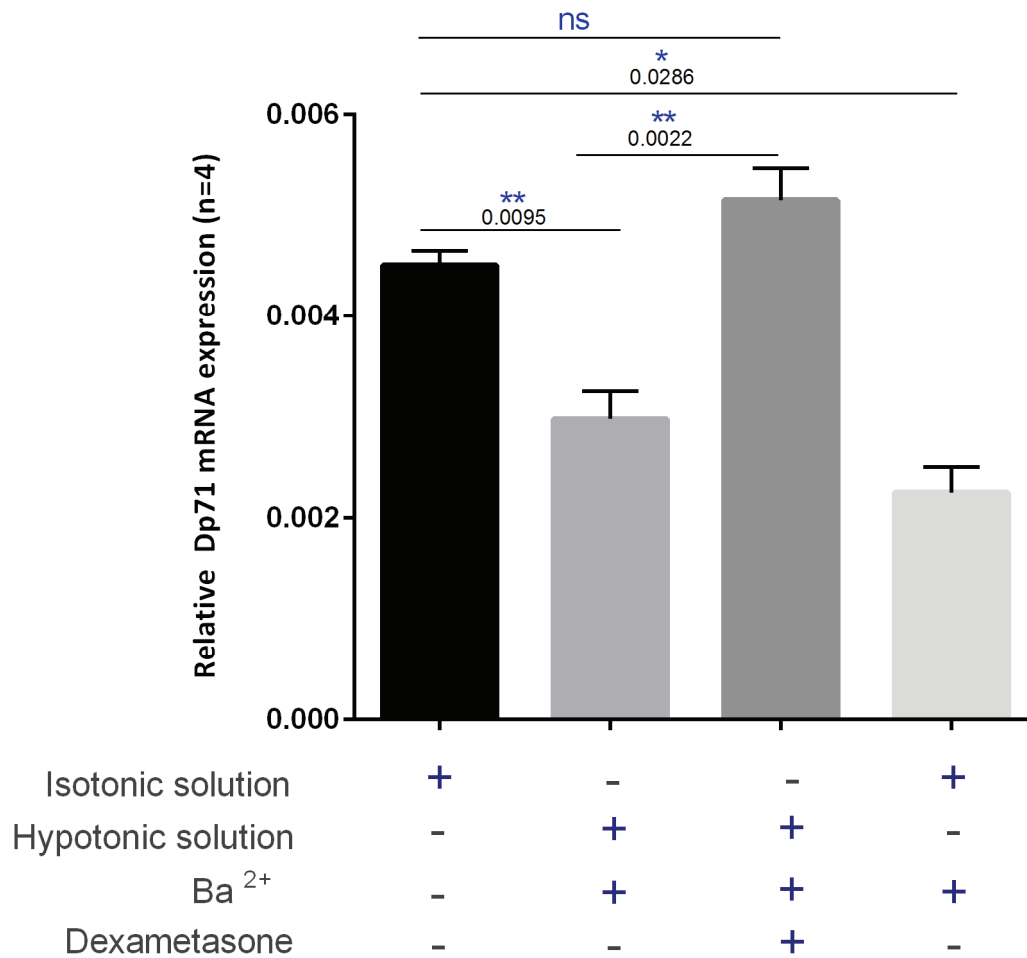 ns
*
0.0286
**
0.0022
**
0.0095
Relative Dp71 mRNA expression (n=4)
0.006
0.004
0.002
0.000
Isotonic solution + - - +
Hypotonic solution - + + -
Ba 2+ - + + +
Dexametasone - - + -